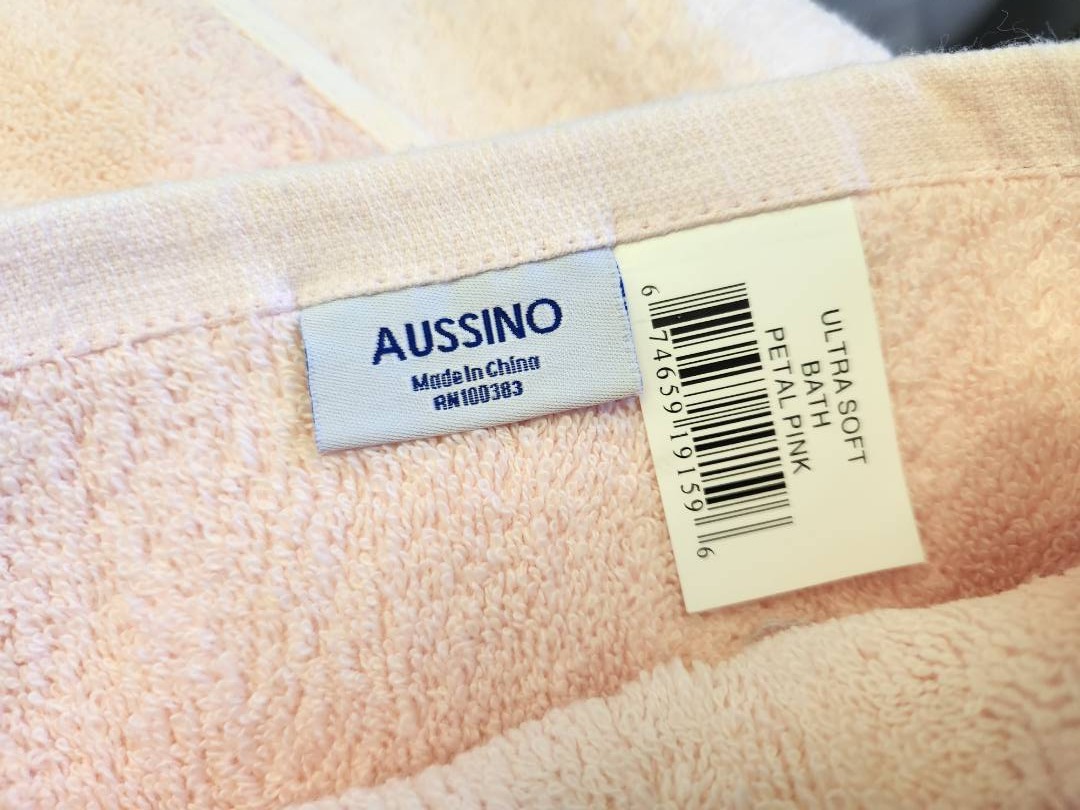 AUSSINO
Made In China
RN100383
ULTRA SOFT
BATH
PETAL PINK
6 74659 19159 6